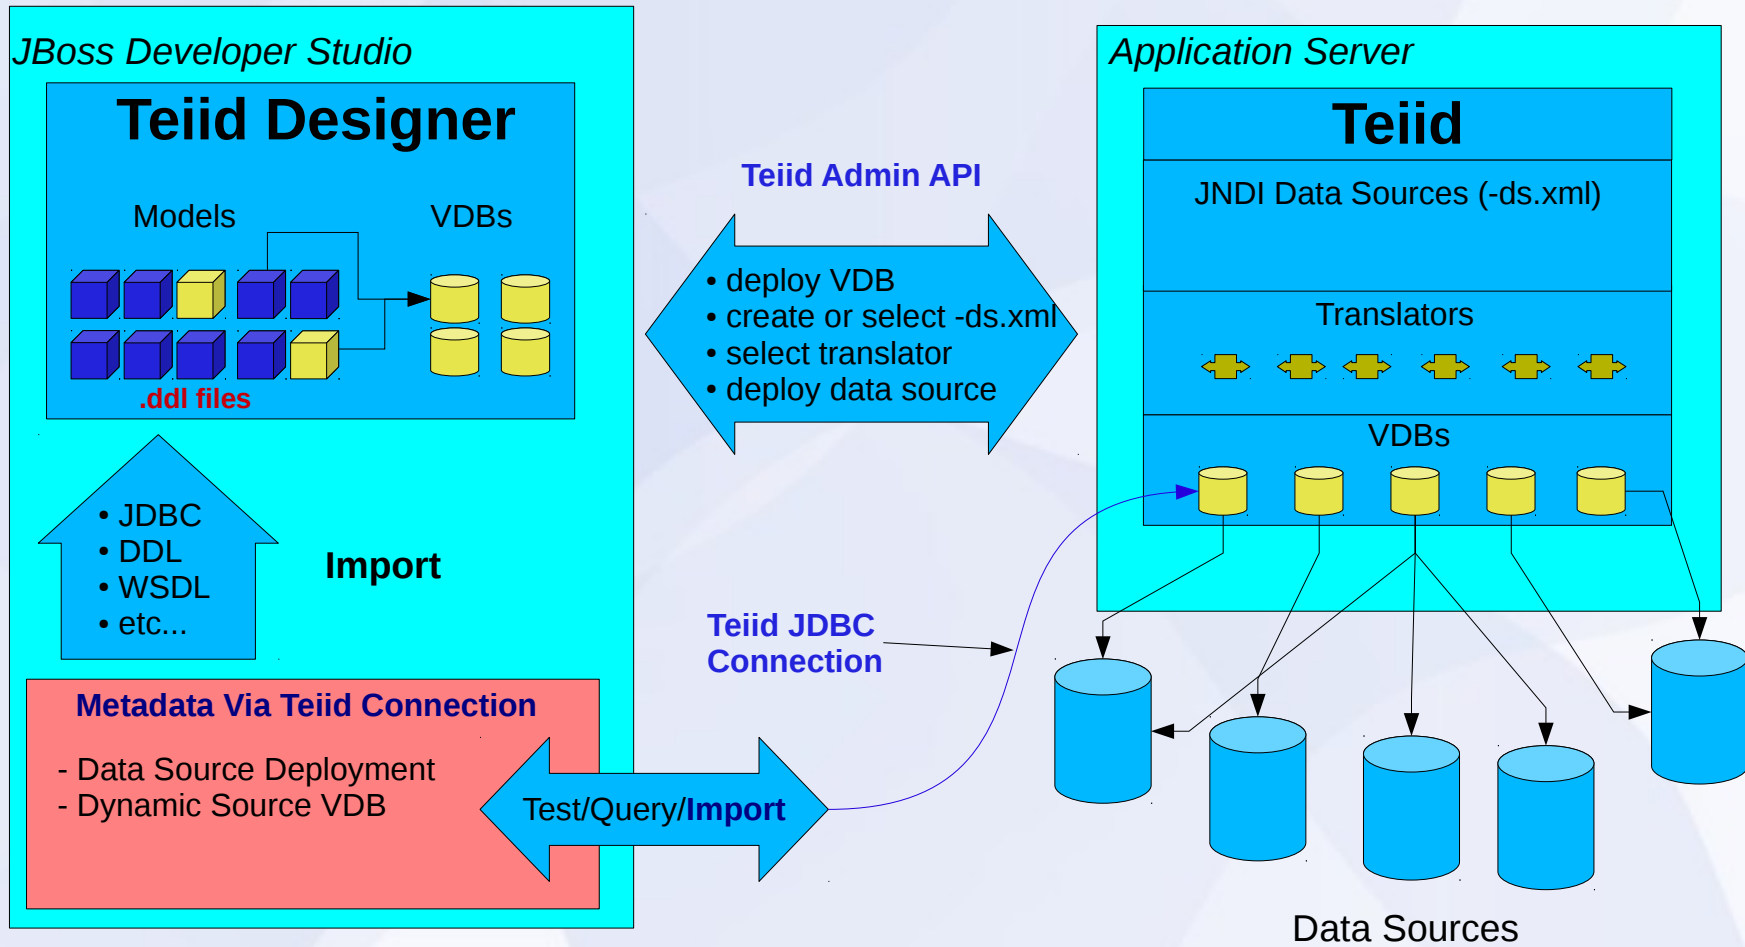 JBoss Developer Studio
Teiid Designer
Models
VDBs
.ddl files
• JDBC
• DDL
• WSDL
• etc...
Import
Metadata Via Teiid Connection
- Data Source Deployment
- Dynamic Source VDB
Test/Query/Import
Teiid Admin API
• deploy VDB
• create or select -ds.xml
• select translator
• deploy data source
Teiid JDBC
Connection
Application Server
Teiid
JNDI Data Sources (-ds.xml)
Translators
VDBs
Data Sources